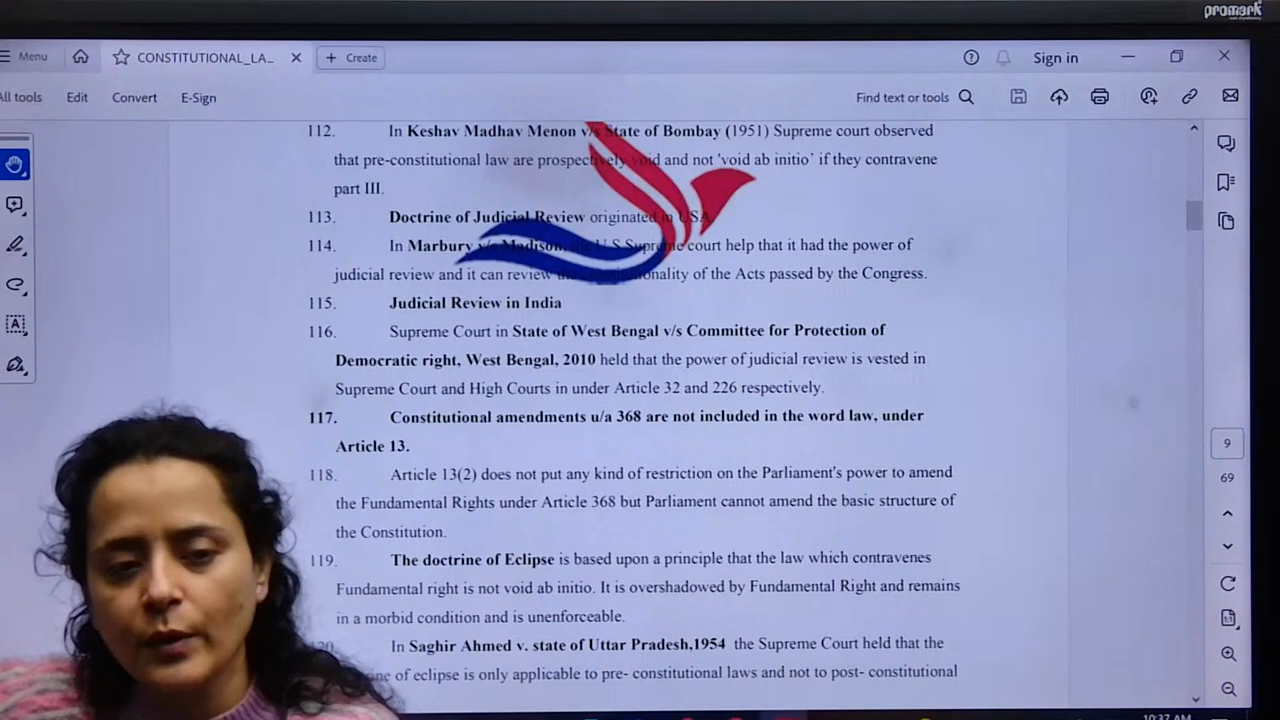 promark
Menu
CONSTITUTIONAL_LA...
Create
Sign in
All tools
Edit
Convert
E-Sign
Find text or tools
112. In Keshav Madhav Menon v/s State of Bombay (1951) Supreme court observed
that pre-constitutional law are prospectively void and not 'void ab initio' if they contravene
part III.
113. Doctrine of Judicial Review originated in USA.
114. In Marbury v/s Madison, the U S Supreme court help that it had the power of
judicial review and it can review the constitutionality of the Acts passed by the Congress.
115. Judicial Review in India
116. Supreme Court in State of West Bengal v/s Committee for Protection of
Democratic right, West Bengal, 2010 held that the power of judicial review is vested in
Supreme Court and High Courts in under Article 32 and 226 respectively.
117. Constitutional amendments u/a 368 are not included in the word law, under
Article 13.
118. Article 13(2) does not put any kind of restriction on the Parliament's power to amend
the Fundamental Rights under Article 368 but Parliament cannot amend the basic structure of
the Constitution.
119. The doctrine of Eclipse is based upon a principle that the law which contravenes
Fundamental right is not void ab initio. It is overshadowed by Fundamental Right and remains
in a morbid condition and is unenforceable.
120. In Saghir Ahmed v. state of Uttar Pradesh,1954 the Supreme Court held that the
of eclipse is only applicable to pre- constitutional laws and not to post- constitutional
9
69
10:37 AM